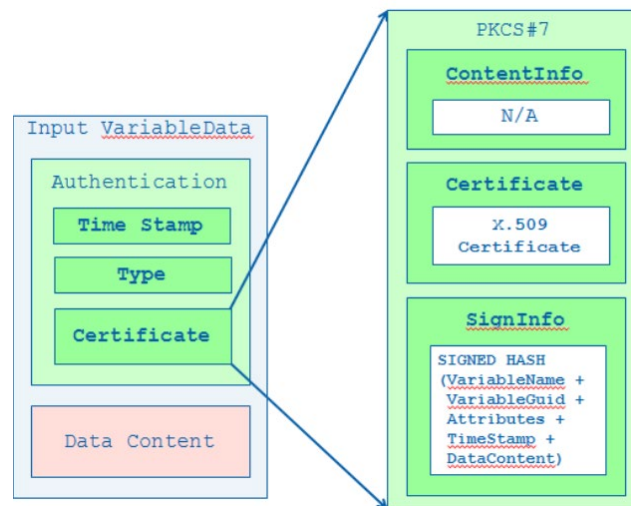 Input VariableData
Authentication
Time Stamp
Type
Certificate
Data Content
PKCS#7
ContentInfo
N/A
Certificate
X.509
Certificate
SignInfo
SIGNED HASH
(VariableName +
VariableGuid +
Attributes +
TimeStamp +
DataContent)